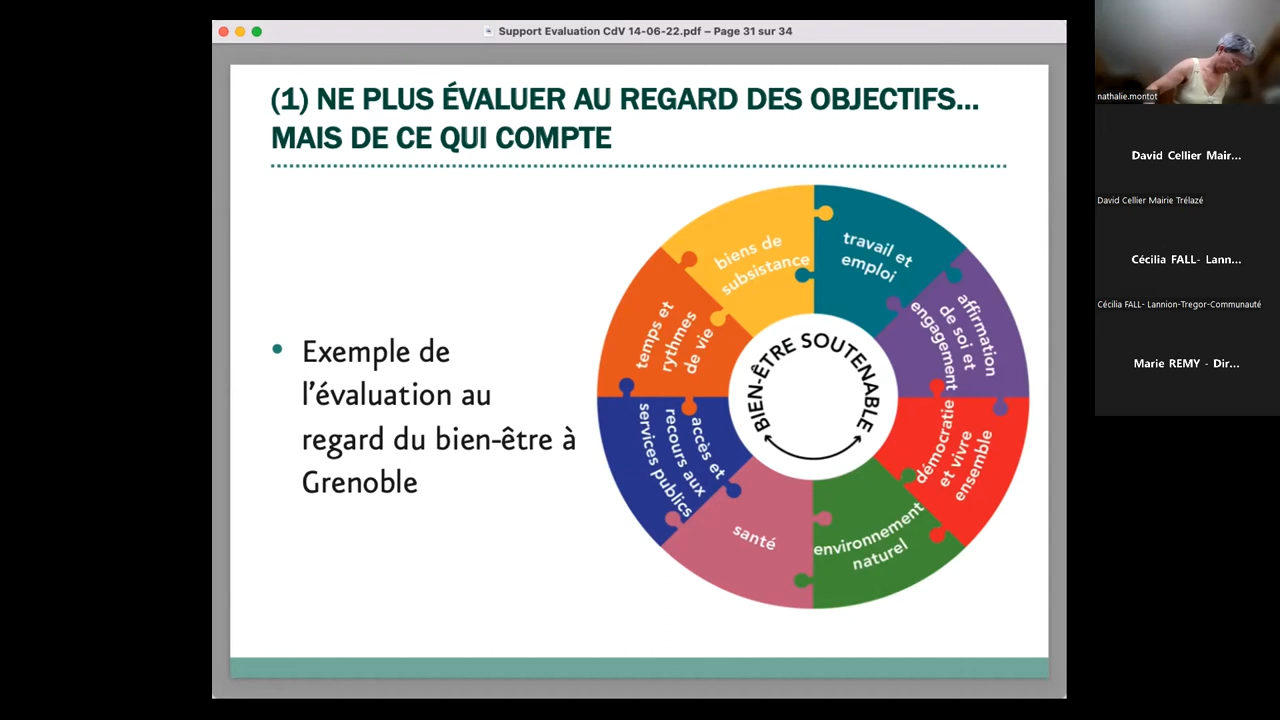 Support Evaluation CdV 14-06-22.pdf – Page 31 sur 34
(1) NE PLUS ÉVALUER AU REGARD DES OBJECTIFS...
MAIS DE CE QUI COMPTE
• Exemple de
l'évaluation au
regard du bien-être à
Grenoble
biens de
subsistance
travail et
emploi
affirmation
de soi et
engagement
démocratie
et vivre
ensemble
environnement
naturel
santé
accès et
recours aux
services publics
temps et
rythmes
de vie
BIEN-ÊTRE SOUTENABLE
nathalie.montot
David Cellier Mair...
David Cellier Mairie Trélazé
Cécilia FALL- Lann...
Cécilia FALL- Lannion-Tregor-Communauté
Marie REMY - Dir...